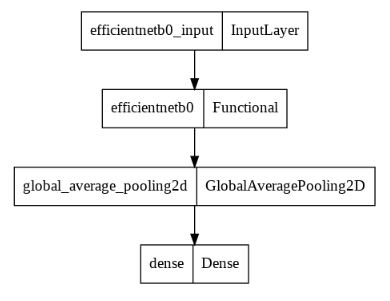 efficientnetb0_input InputLayer
efficientnetb0 Functional
global_average_pooling2d GlobalAveragePooling2D
dense Dense